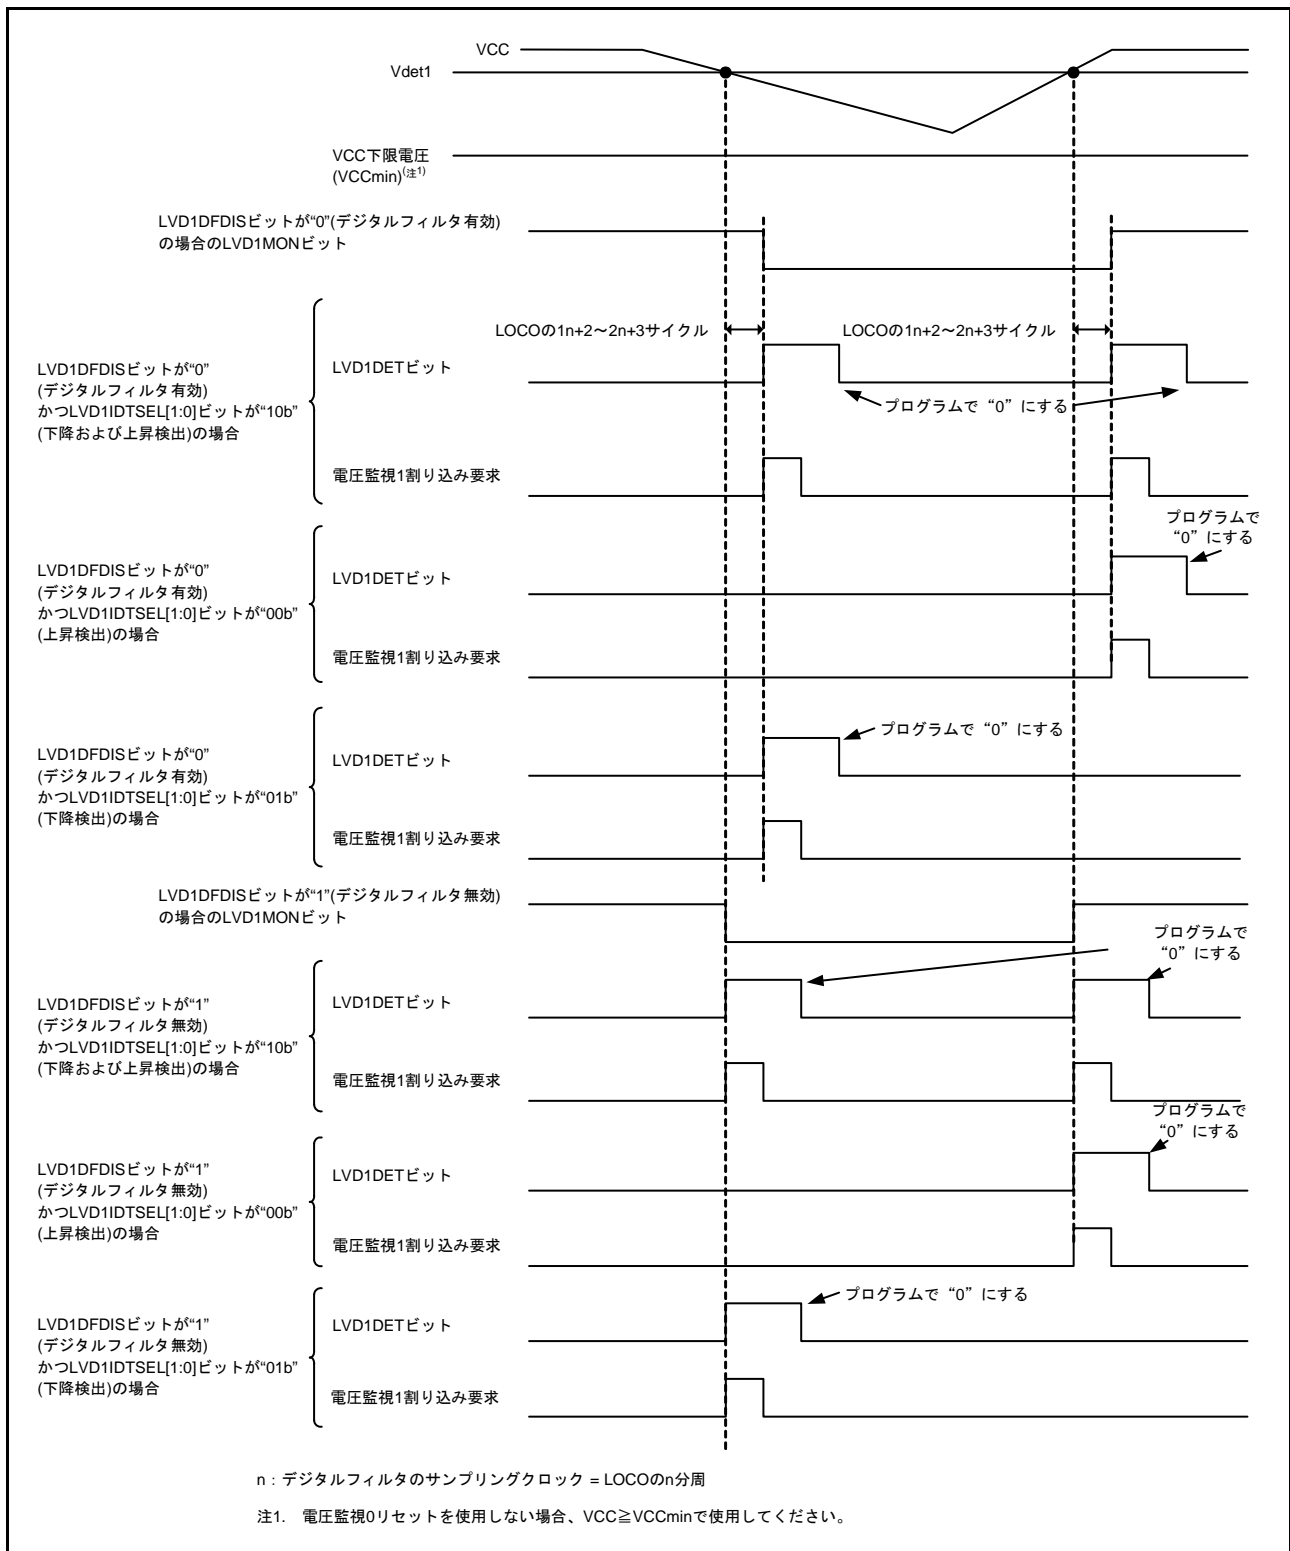 VCC
Vdet1
VCC下限電圧
(VCCmin)(注1)
LVD1DFDISビットが“0”(デジタルフィルタ有効)
の場合のLVD1MONビット
LOCOの1n+2～2n+3サイクル
LOCOの1n+2～2n+3サイクル
LVD1DFDISビットが“0”
(デジタルフィルタ有効)
かつLVD1IDTSEL[1:0]ビットが“10b”
(下降および上昇検出)の場合
LVD1DETビット
プログラムで“0”にする
電圧監視1割り込み要求
プログラムで
“0”にする
LVD1DFDISビットが“0”
(デジタルフィルタ有効)
かつLVD1IDTSEL[1:0]ビットが“00b”
(上昇検出)の場合
LVD1DETビット
電圧監視1割り込み要求
プログラムで“0”にする
LVD1DFDISビットが“0”
(デジタルフィルタ有効)
かつLVD1IDTSEL[1:0]ビットが“01b”
(下降検出)の場合
LVD1DETビット
電圧監視1割り込み要求
LVD1DFDISビットが“1”(デジタルフィルタ無効)
の場合のLVD1MONビット
プログラムで
“0”にする
LVD1DFDISビットが“1”
(デジタルフィルタ無効)
かつLVD1IDTSEL[1:0]ビットが“10b”
(下降および上昇検出)の場合
LVD1DETビット
電圧監視1割り込み要求
プログラムで
“0”にする
LVD1DFDISビットが“1”
(デジタルフィルタ無効)
かつLVD1IDTSEL[1:0]ビットが“00b”
(上昇検出)の場合
LVD1DETビット
電圧監視1割り込み要求
プログラムで“0”にする
LVD1DFDISビットが“1”
(デジタルフィルタ無効)
かつLVD1IDTSEL[1:0]ビットが“01b”
(下降検出)の場合
LVD1DETビット
電圧監視1割り込み要求
n：デジタルフィルタのサンプリングクロック = LOCOのn分周
注1. 電圧監視0リセットを使用しない場合、VCC≧VCCminで使用してください。